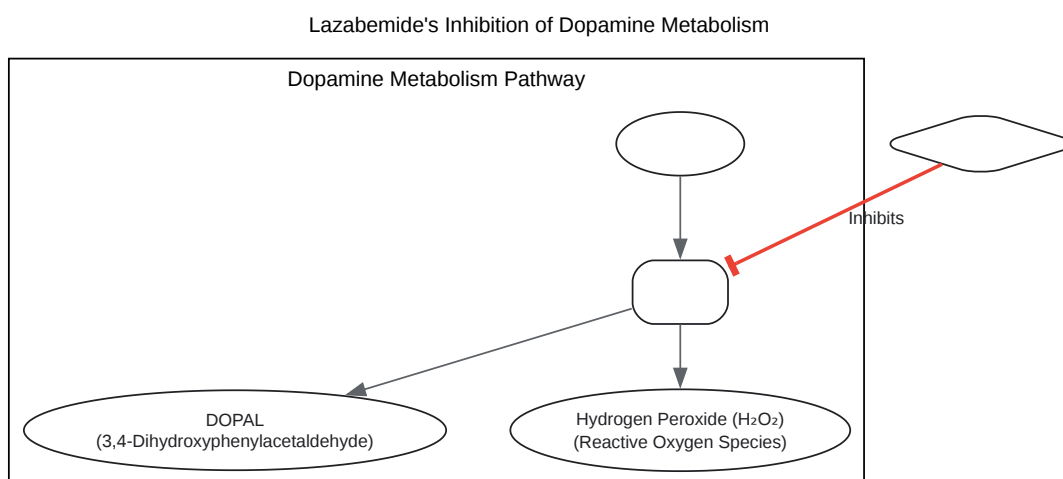 Lazabemide's Inhibition of Dopamine Metabolism
Dopamine Metabolism Pathway
Inhibits
DOPAL
(3,4-Dihydroxyphenylacetaldehyde)
Hydrogen Peroxide (H₂O₂)
(Reactive Oxygen Species)